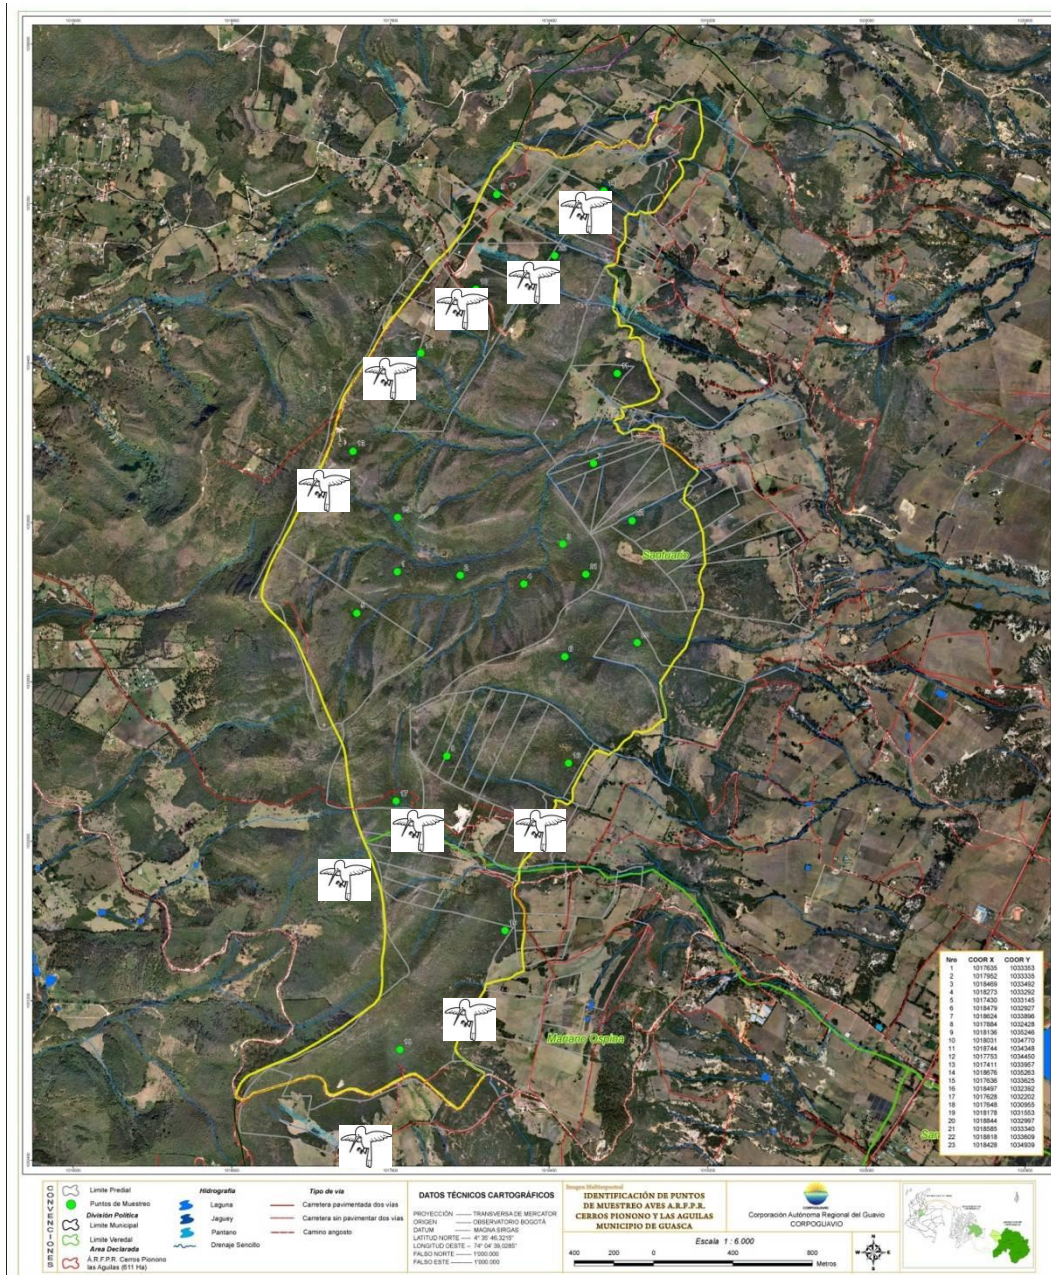 Santuario
Mariano Ospina
Nro COOR X COOR Y
1 1017635 1033353
2 1017952 1033335
3 1018469 1033492
4 1018273 1033292
5 1017430 1033145
6 1018479 1032927
7 1018624 1033896
8 1017884 1032428
9 1018136 1035246
10 1018031 1034770
11 1018744 1034348
12 1017753 1034450
13 1017411 1033957
14 1018676 1035263
15 1017636 1033625
16 1018497 1032392
17 1017628 1032202
18 1017648 1030955
19 1018178 1031553
20 1018844 1032997
21 1018585 1033340
22 1018818 1033609
23 1018428 1034939
CONVENCIONES
Limite Predial
Puntos de Muestreo
División Política
Limite Municipal
Limite Veredal
Area Declarada
A.R.F.P.R. Cerros Pionono
las Aguilas (611 Ha)
Hidrografia
Laguna
Jaguey
Pantano
Drenaje Sencillo
Tipo de vía
Carretera pavimentada dos vías
Carretera sin pavimentar dos vías
Camino angosto
DATOS TÉCNICOS CARTOGRÁFICOS
PROYECCIÓN TRANSVERSA DE MERCATOR
ORIGEN OBSERVATORIO BOGOTÁ
DATUM MAGNA SIRGAS
LATITUD NORTE 4° 35' 46,3215"
LONGITUD OESTE 74° 04' 39,0285"
FALSO NORTE 1'000.000
FALSO ESTE 1'000.000
Imagen Multiespectral
IDENTIFICACIÓN DE PUNTOS
DE MUESTREO AVES A.R.F.P.R.
CERROS PIONONO Y LAS AGUILAS
MUNICIPIO DE GUASCA
Escala 1 : 6.000
400 200 0 400 800
Metros
Corporación Autónoma Regional del Guavio
CORPOGUAVIO